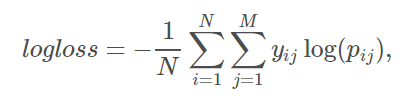 logloss = −\frac{1}{N} \sum_{i=1}^{N} \sum_{j=1}^{M} y_{ij} \log(p_{ij}),